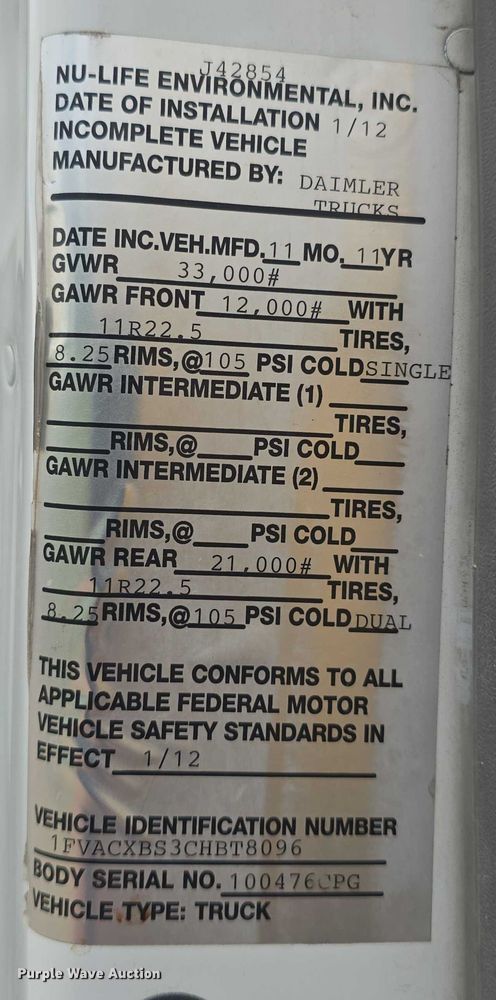 J42854
NU-LIFE ENVIRONMENTAL, INC.
DATE OF INSTALLATION 1/12
INCOMPLETE VEHICLE
MANUFACTURED BY: DAIMLER
TRUCKS
DATE INC.VEH.MFD. 11 MO. 11 YR
GVWR 33,000#
GAWR FRONT 12,000# WITH
11R22.5 TIRES,
8.25 RIMS,@ 105 PSI COLD SINGLE
GAWR INTERMEDIATE (1)
TIRES,
RIMS,@ PSI COLD
GAWR INTERMEDIATE (2)
TIRES,
RIMS,@ PSI COLD
GAWR REAR 21,000# WITH
11R22.5 TIRES,
8.25 RIMS,@ 105 PSI COLD DUAL
THIS VEHICLE CONFORMS TO ALL
APPLICABLE FEDERAL MOTOR
VEHICLE SAFETY STANDARDS IN
EFFECT 1/12
VEHICLE IDENTIFICATION NUMBER
1FVACXBS3CHBT8096
BODY SERIAL NO. 100476CPG
VEHICLE TYPE: TRUCK
Purple Wave Auction